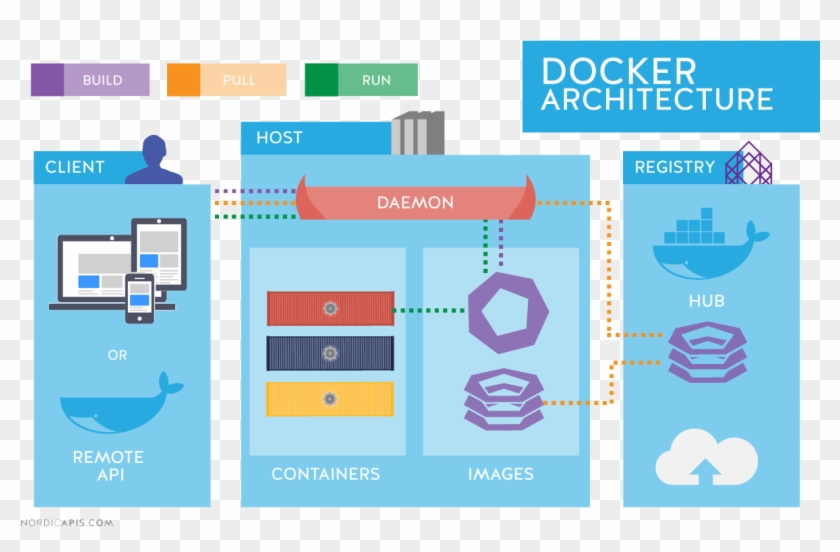 BUILD
PULL
RUN
DOCKER
ARCHITECTURE
CLIENT
HOST
REGISTRY
DAEMON
HUB
OR
REMOTE
API
CONTAINERS
IMAGES
NORDICAPIS.COM